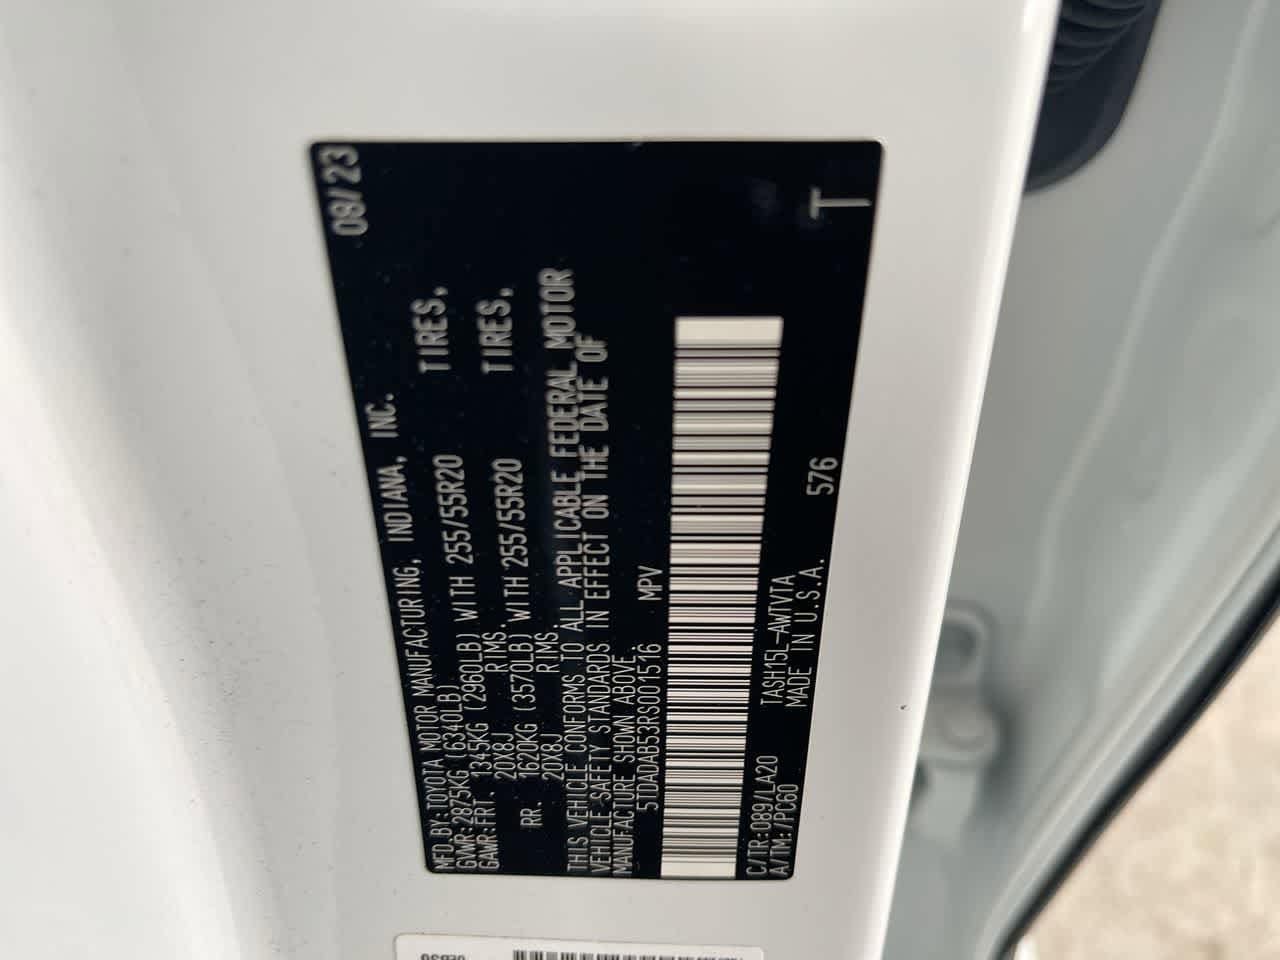 MFD. BY: TOYOTA MOTOR MANUFACTURING, INDIANA, INC. 09/23
GVWR: 2875KG (6340LB)
GAWR: FRT. 1345KG (2960LB) WITH 255/55R20 TIRES,
20X8J RIMS.
RR. 1620KG (3570LB) WITH 255/55R20 TIRES,
20X8J RIMS.
THIS VEHICLE CONFORMS TO ALL APPLICABLE FEDERAL MOTOR
VEHICLE SAFETY STANDARDS IN EFFECT ON THE DATE OF
MANUFACTURE SHOWN ABOVE.
5TDADAB53RS001516 MPV
C/TR: 089/LA20 TASH15L-AWTVTA
A/TM: /PC60 MADE IN U.S.A. 576
T